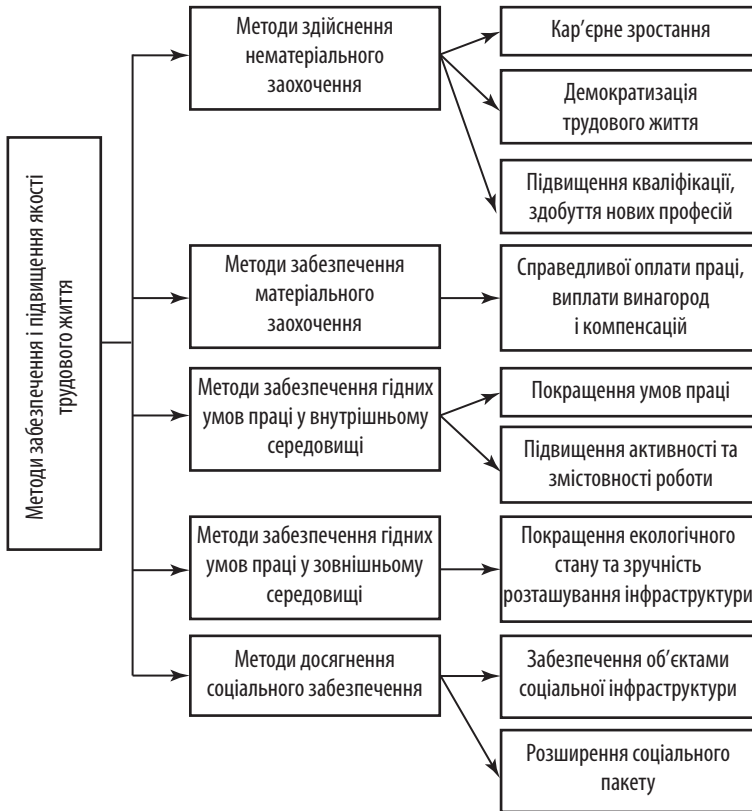 Методи забезпечення і підвищення якості
трудового життя
Методи здійснення
нематеріального
заохочення
Кар’єрне зростання
Демократизація
трудового життя
Підвищення кваліфікації,
здобуття нових професій
Методи забезпечення
матеріального
заохочення
Справедливої оплати праці,
виплати винагород
і компенсацій
Методи забезпечення гідних
умов праці у внутрішньому
середовищі
Покращення умов праці
Підвищення активності та
змістовності роботи
Методи забезпечення гідних
умов праці у зовнішньому
середовищі
Покращення екологічного
стану та зручність
розташування інфраструктури
Методи досягнення
соціального забезпечення
Забезпечення об’єктами
соціальної інфраструктури
Розширення соціального
пакету